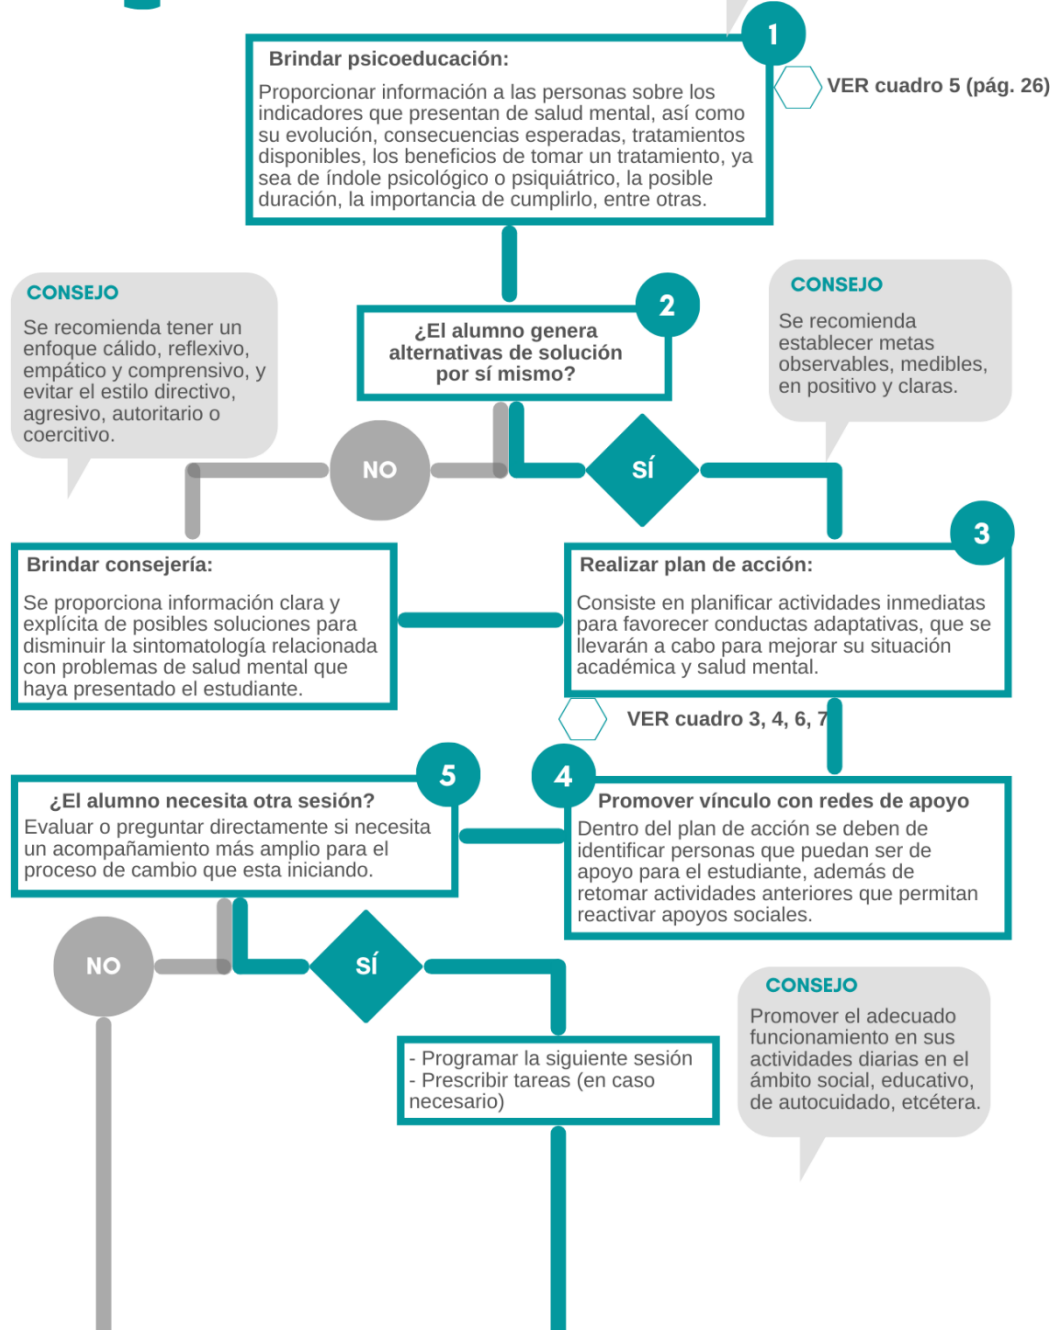 1
Brindar psicoeducación:
VER cuadro 5 (pág. 26)
Proporcionar información a las personas sobre los
indicadores que presentan de salud mental, así como
su evolución, consecuencias esperadas, tratamientos
disponibles, los beneficios de tomar un tratamiento, ya
sea de índole psicológico o psiquiátrico, la posible
duración, la importancia de cumplirlo, entre otras.
CONSEJO
Se recomienda tener un
enfoque cálido, reflexivo,
empático y comprensivo, y
evitar el estilo directivo,
agresivo, autoritario o
coercitivo.
2
¿El alumno genera
alternativas de solución
por sí mismo?
CONSEJO
Se recomienda
establecer metas
observables, medibles,
en positivo y claras.
NO
SÍ
Brindar consejería:
Se proporciona información clara y
explícita de posibles soluciones para
disminuir la sintomatología relacionada
con problemas de salud mental que
haya presentado el estudiante.
3
Realizar plan de acción:
Consiste en planificar actividades inmediatas
para favorecer conductas adaptativas, que se
llevarán a cabo para mejorar su situación
académica y salud mental.
VER cuadro 3, 4, 6, 7
4
Promover vínculo con redes de apoyo
Dentro del plan de acción se deben de
identificar personas que puedan ser de
apoyo para el estudiante, además de
retomar actividades anteriores que permitan
reactivar apoyos sociales.
5
¿El alumno necesita otra sesión?
Evaluar o preguntar directamente si necesita
un acompañamiento más amplio para el
proceso de cambio que esta iniciando.
NO
SÍ
- Programar la siguiente sesión
- Prescribir tareas (en caso
necesario)
CONSEJO
Promover el adecuado
funcionamiento en sus
actividades diarias en el
ámbito social, educativo,
de autocuidado, etcétera.